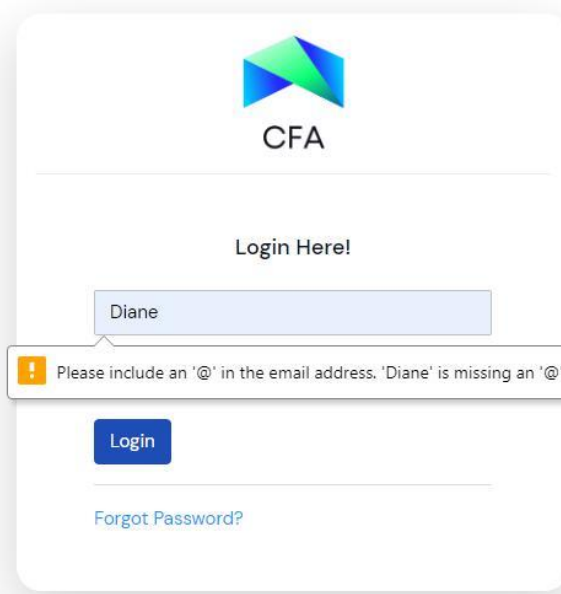 CFA
Login Here!
Diane
! Please include an '@' in the email address. 'Diane' is missing an '@'
Login
Forgot Password?